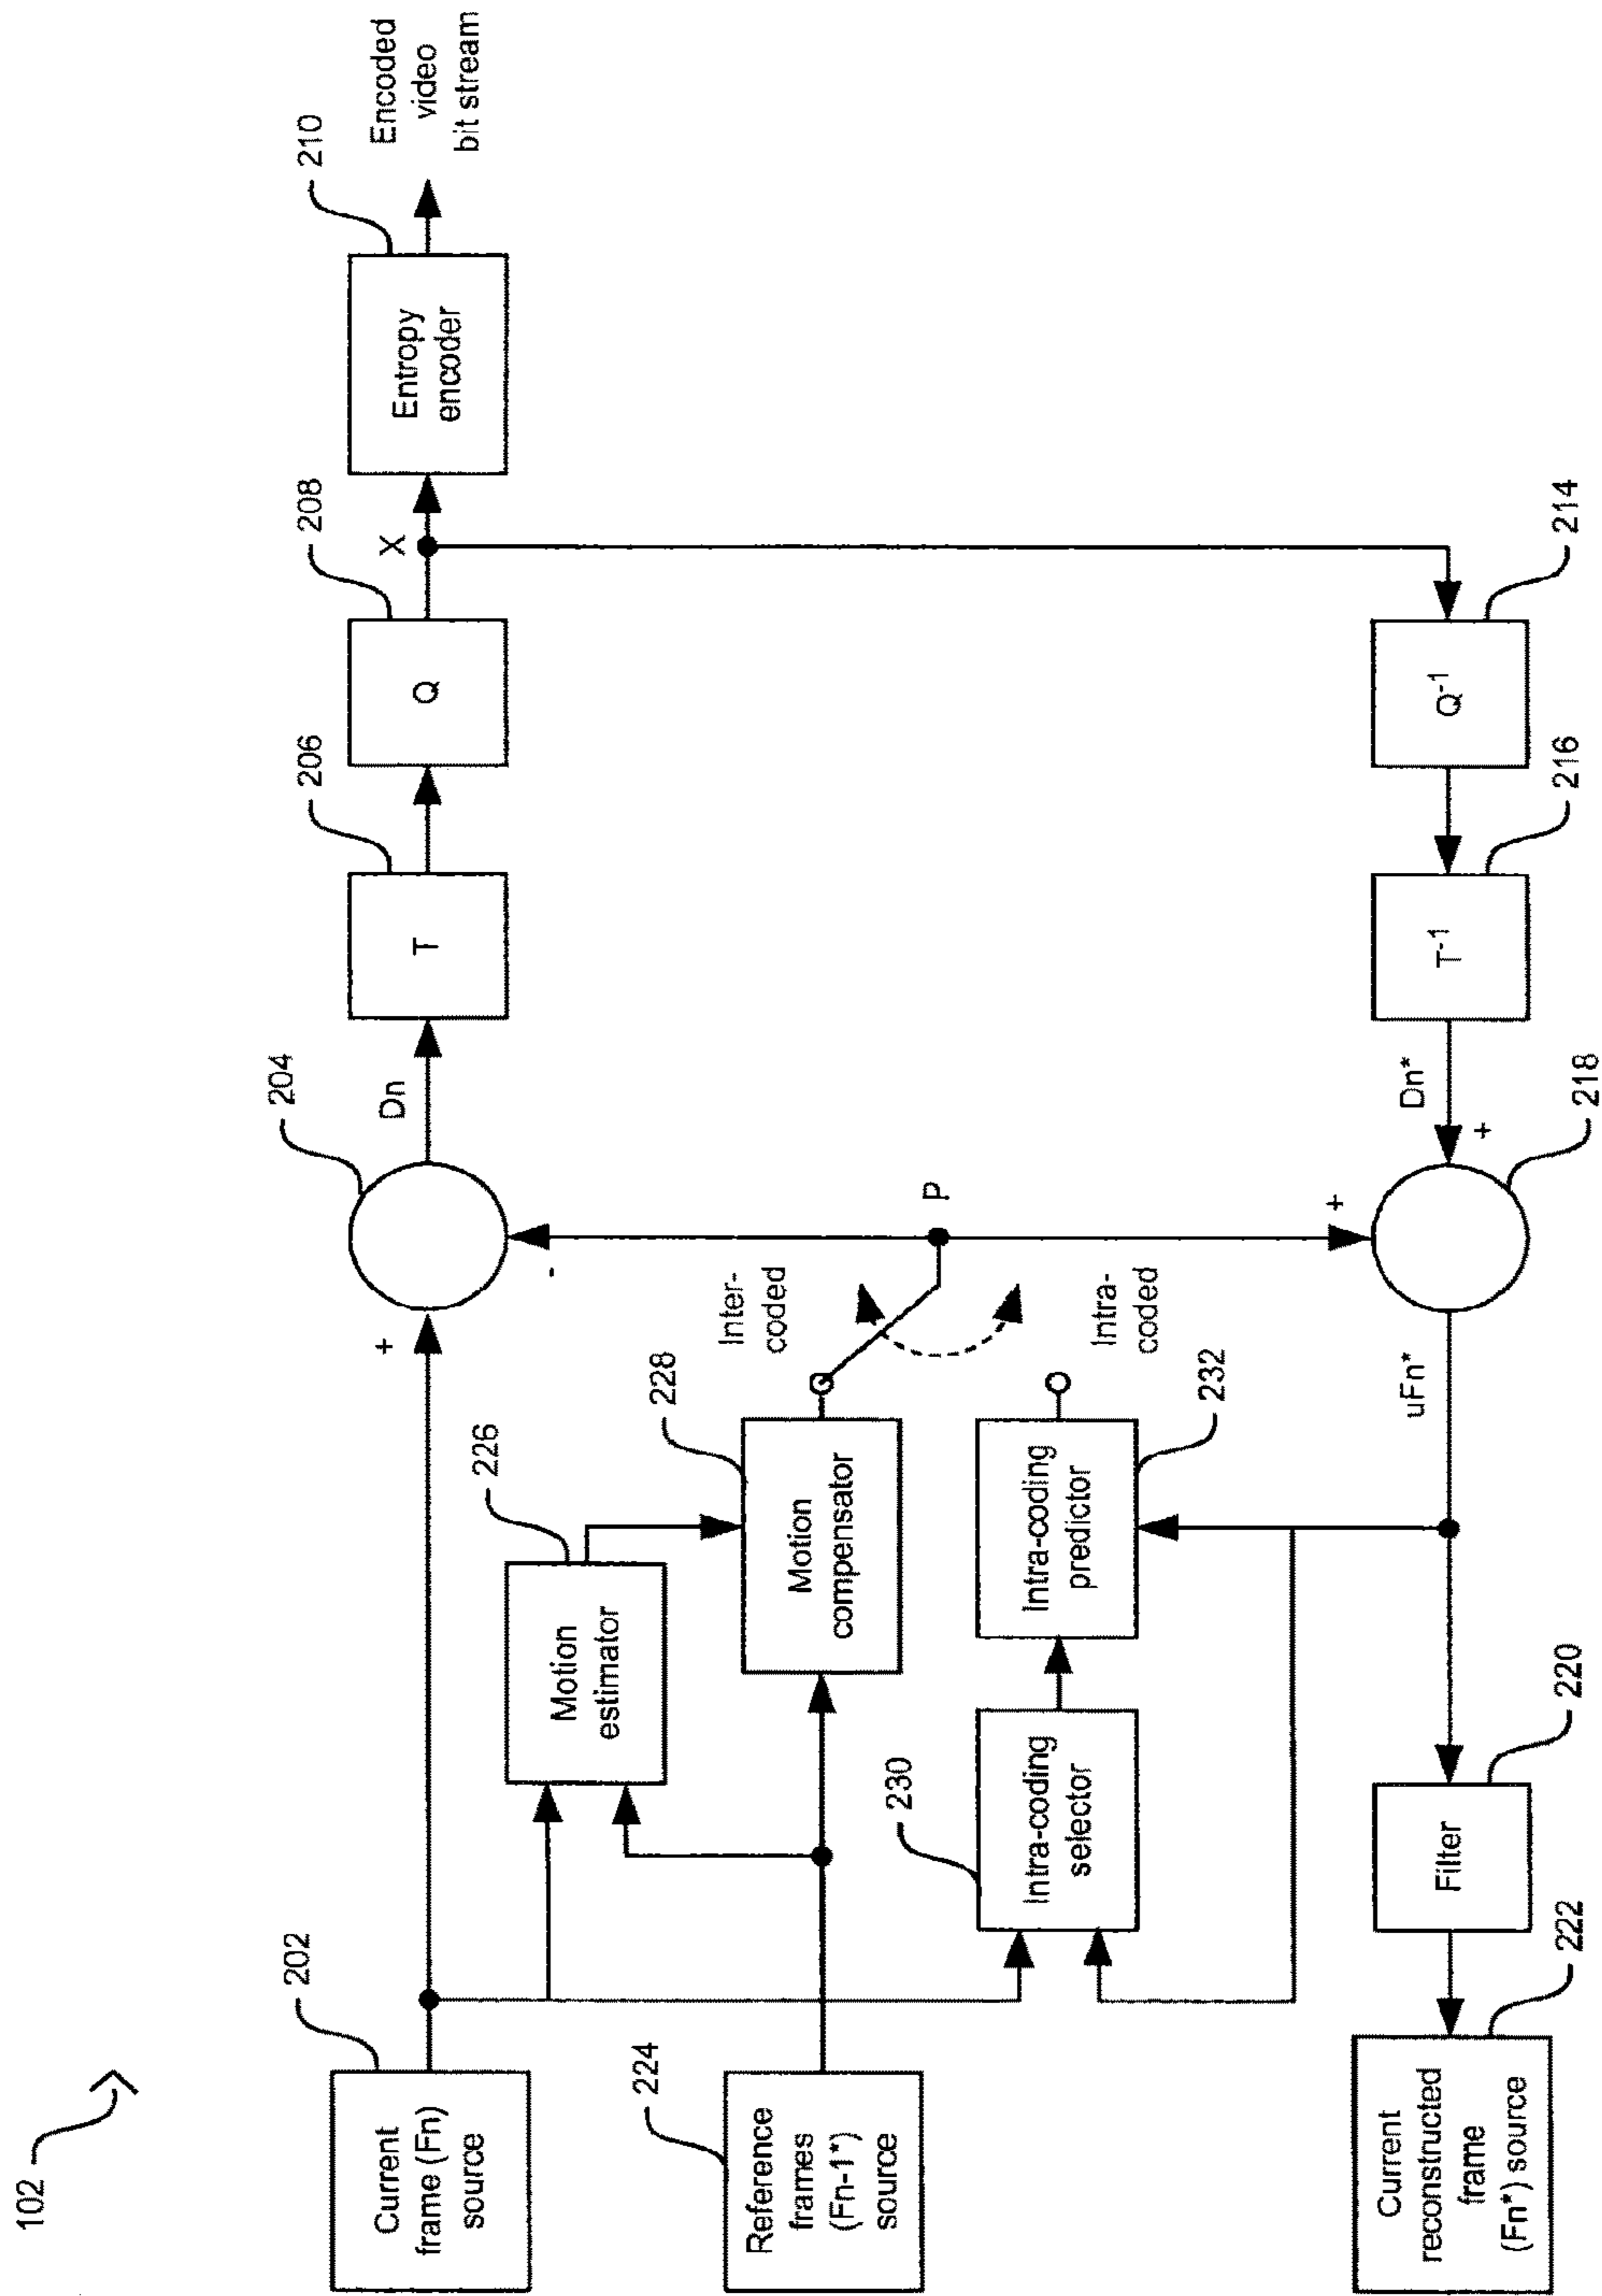 102
202
Current
frame (Fn)
source
+
204
Dn
206
T
208
Q
X
210
Entropy
encoder
Encoded
video
bit stream
-
226
Motion
estimator
224
Reference
frames
(Fn-1*)
source
228
Motion
compensator
Inter-
coded
P
230
Intra-coding
selector
Intra-coding
predictor
232
Intra-
coded
+
222
Current
reconstructed
frame
(Fn*) source
220
Filter
uFn*
218
+
Dn*
216
T-1
214
Q-1